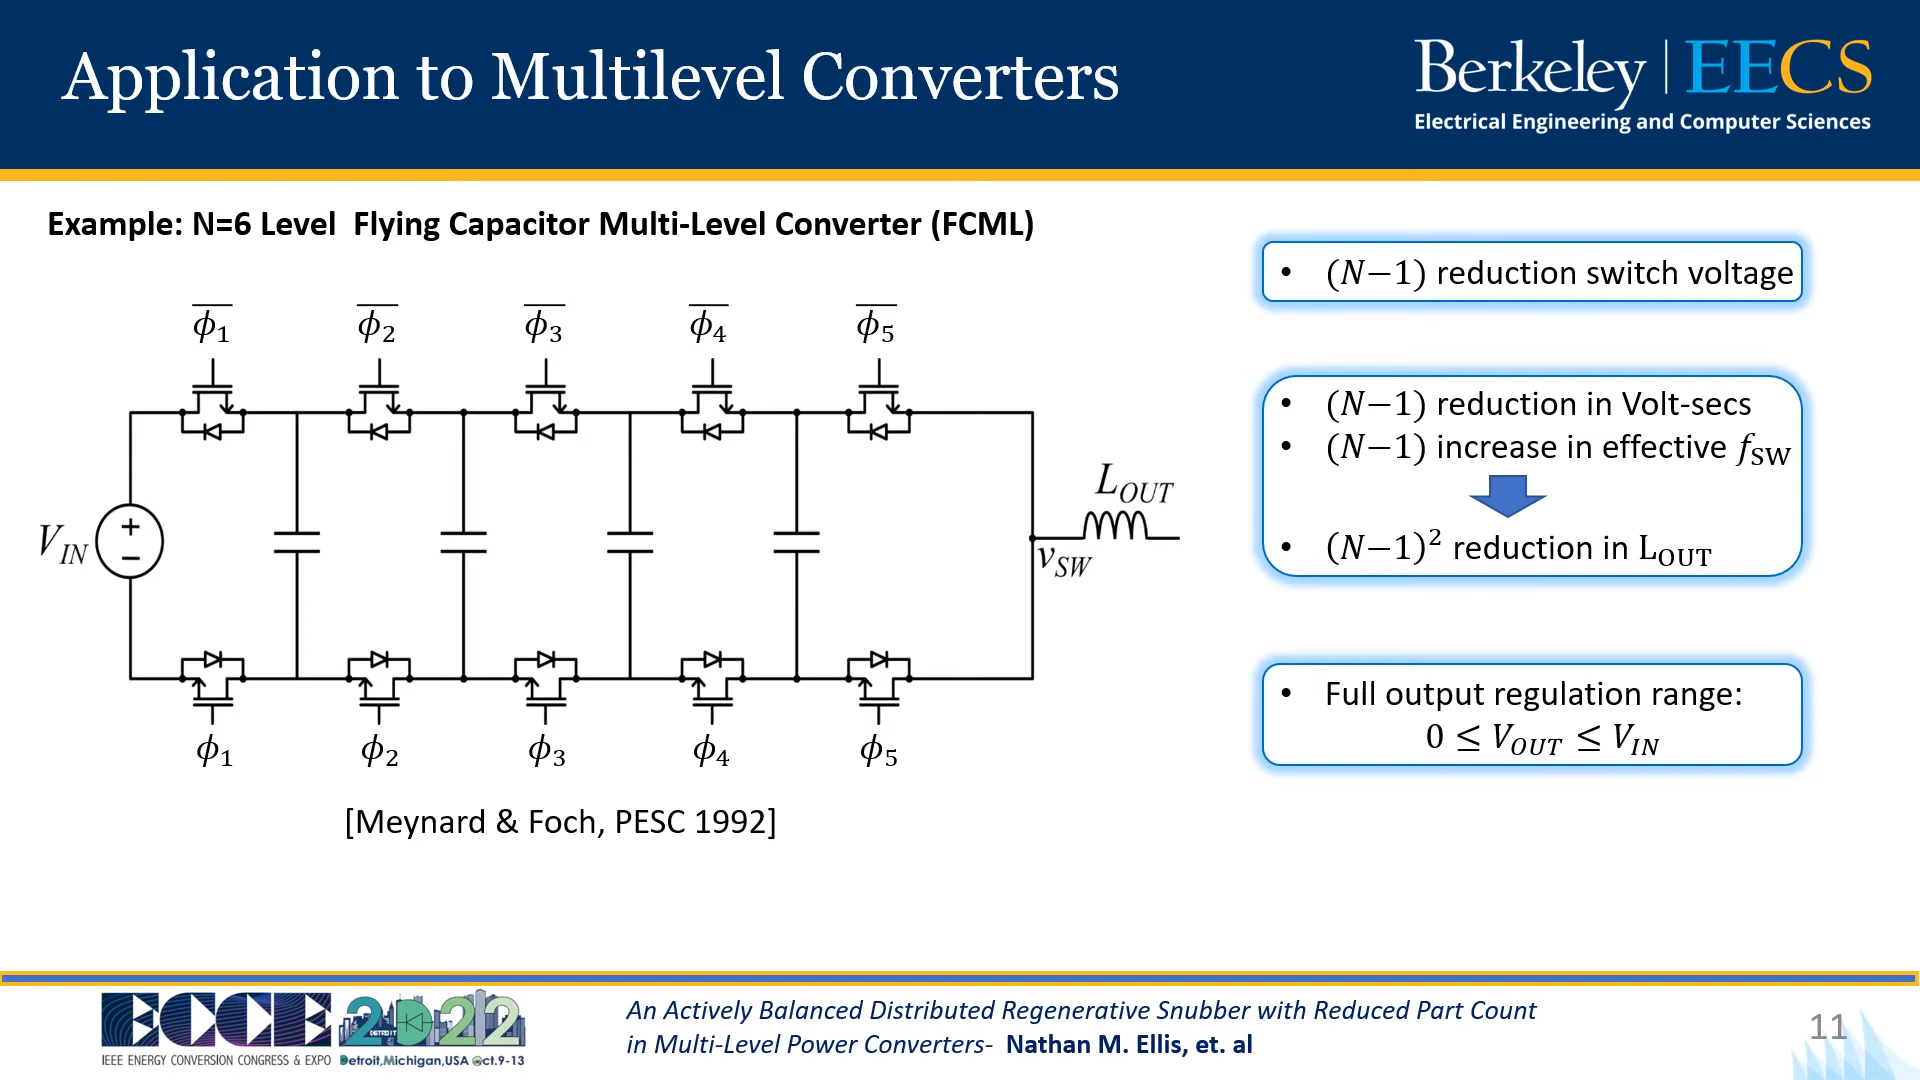 Application to Multilevel Converters
Berkeley | EECS
Electrical Engineering and Computer Sciences
Example: N=6 Level  Flying Capacitor Multi-Level Converter (FCML)
ϕ̅₁ ϕ̅₂ ϕ̅₃ ϕ̅₄ ϕ̅₅
V_IN
+
−
L_OUT
v_SW
ϕ₁ ϕ₂ ϕ₃ ϕ₄ ϕ₅
[Meynard & Foch, PESC 1992]
• (N−1) reduction switch voltage
• (N−1) reduction in Volt-secs
• (N−1) increase in effective f_SW
• (N−1)² reduction in L_OUT
• Full output regulation range:
0 ≤ V_OUT ≤ V_IN
ECCE 2022
DETROIT
IEEE ENERGY CONVERSION CONGRESS & EXPO
Detroit,Michigan,USA Oct.9-13
An Actively Balanced Distributed Regenerative Snubber with Reduced Part Count
in Multi-Level Power Converters-  Nathan M. Ellis, et. al
11